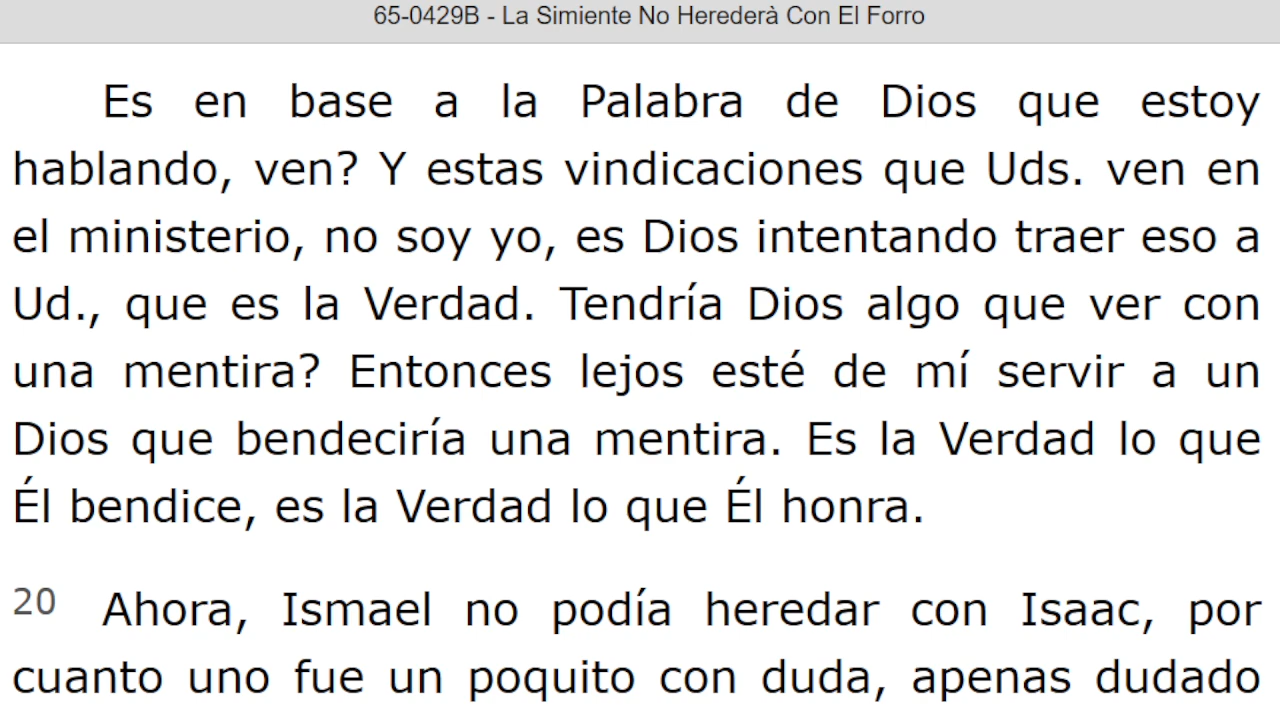 65-0429B - La Simiente No Herederà Con El Forro
Es en base a la Palabra de Dios que estoy
hablando, ven? Y estas vindicaciones que Uds. ven en
el ministerio, no soy yo, es Dios intentando traer eso a
Ud., que es la Verdad. Tendría Dios algo que ver con
una mentira? Entonces lejos esté de mí servir a un
Dios que bendeciría una mentira. Es la Verdad lo que
Él bendice, es la Verdad lo que Él honra.
20 Ahora, Ismael no podía heredar con Isaac, por
cuanto uno fue un poquito con duda, apenas dudado